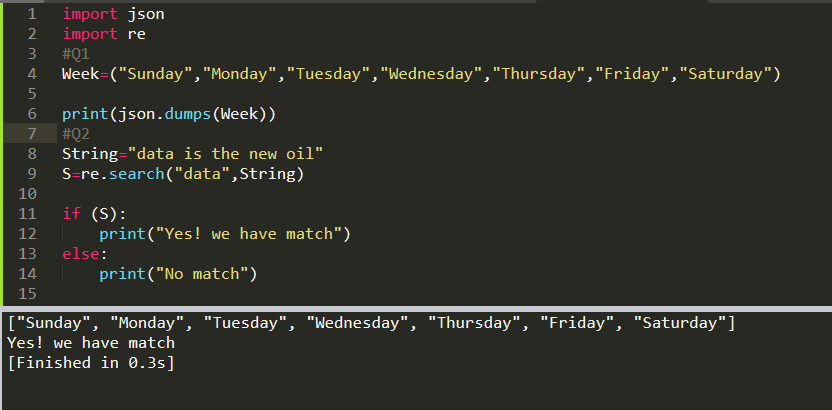 1 import json
2 import re
3 #Q1
4 Week=("Sunday","Monday","Tuesday","Wednesday","Thursday","Friday","Saturday")
5
6 print(json.dumps(Week))
7 #Q2
8 String="data is the new oil"
9 S=re.search("data",String)
10
11 if (S):
12     print("Yes! we have match")
13 else:
14     print("No match")
15
["Sunday", "Monday", "Tuesday", "Wednesday", "Thursday", "Friday", "Saturday"]
Yes! we have match
[Finished in 0.3s]